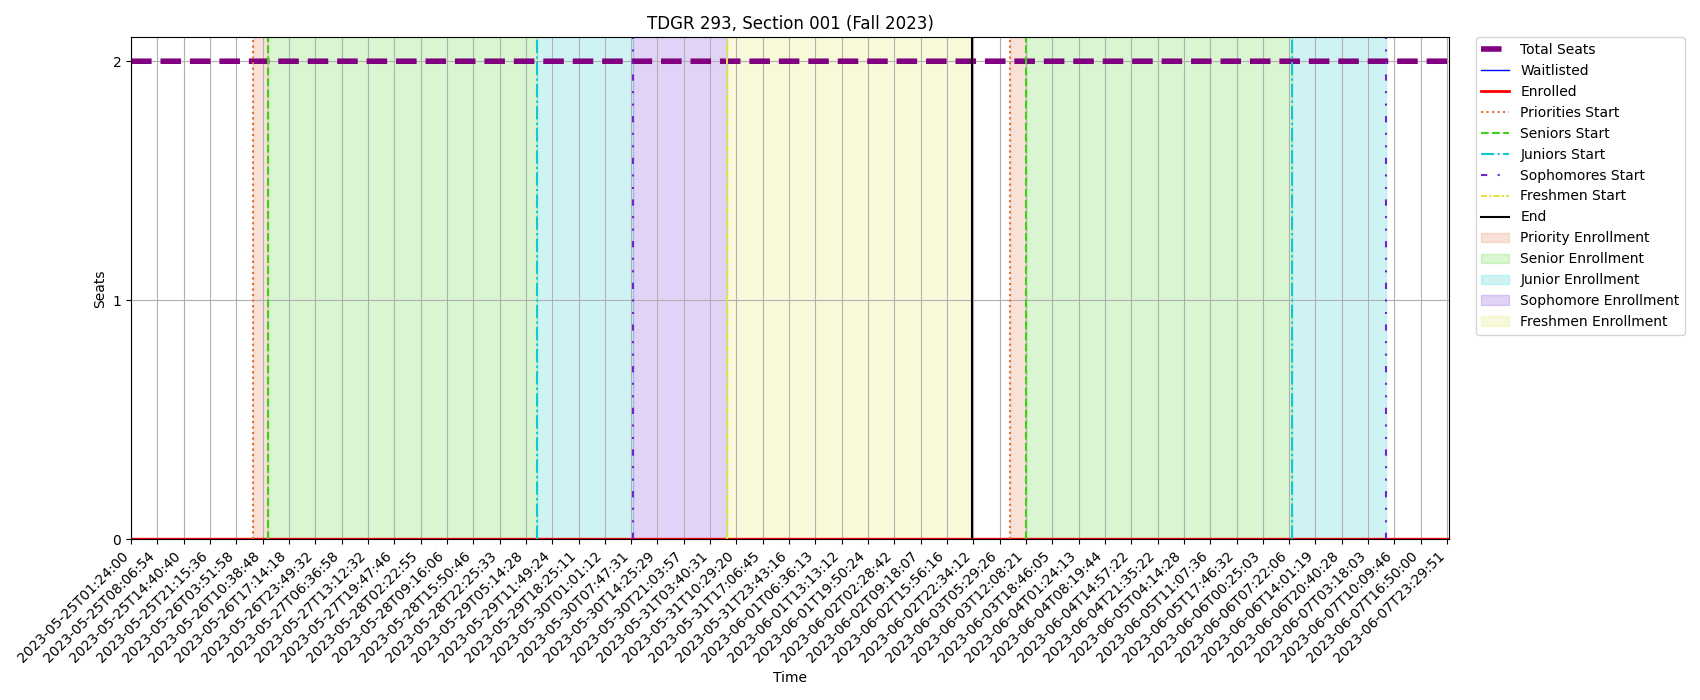 TDGR 293, Section 001 (Fall 2023)
Seats
2
1
0
2023-05-25T01:24:00
2023-05-25T08:06:54
2023-05-25T14:40:40
2023-05-25T21:15:36
2023-05-26T03:51:58
2023-05-26T10:38:48
2023-05-26T17:14:18
2023-05-26T23:49:32
2023-05-27T06:36:58
2023-05-27T13:12:32
2023-05-27T19:47:46
2023-05-28T02:22:55
2023-05-28T09:16:06
2023-05-28T15:50:46
2023-05-28T22:25:33
2023-05-29T05:14:28
2023-05-29T11:49:24
2023-05-29T18:25:11
2023-05-30T01:01:12
2023-05-30T07:47:31
2023-05-30T14:25:29
2023-05-30T21:03:57
2023-05-31T03:40:31
2023-05-31T10:29:20
2023-05-31T17:06:45
2023-05-31T23:43:16
2023-06-01T06:36:13
2023-06-01T13:13:12
2023-06-01T19:50:24
2023-06-02T02:28:42
2023-06-02T09:18:07
2023-06-02T15:56:16
2023-06-02T22:34:12
2023-06-03T05:29:26
2023-06-03T12:08:21
2023-06-03T18:46:05
2023-06-04T01:24:13
2023-06-04T08:19:44
2023-06-04T14:57:22
2023-06-04T21:35:22
2023-06-05T04:14:28
2023-06-05T11:07:36
2023-06-05T17:46:32
2023-06-06T00:25:03
2023-06-06T07:22:06
2023-06-06T14:01:19
2023-06-06T20:40:28
2023-06-07T03:18:03
2023-06-07T10:09:46
2023-06-07T16:50:00
2023-06-07T23:29:51
Time
Total Seats
Waitlisted
Enrolled
Priorities Start
Seniors Start
Juniors Start
Sophomores Start
Freshmen Start
End
Priority Enrollment
Senior Enrollment
Junior Enrollment
Sophomore Enrollment
Freshmen Enrollment